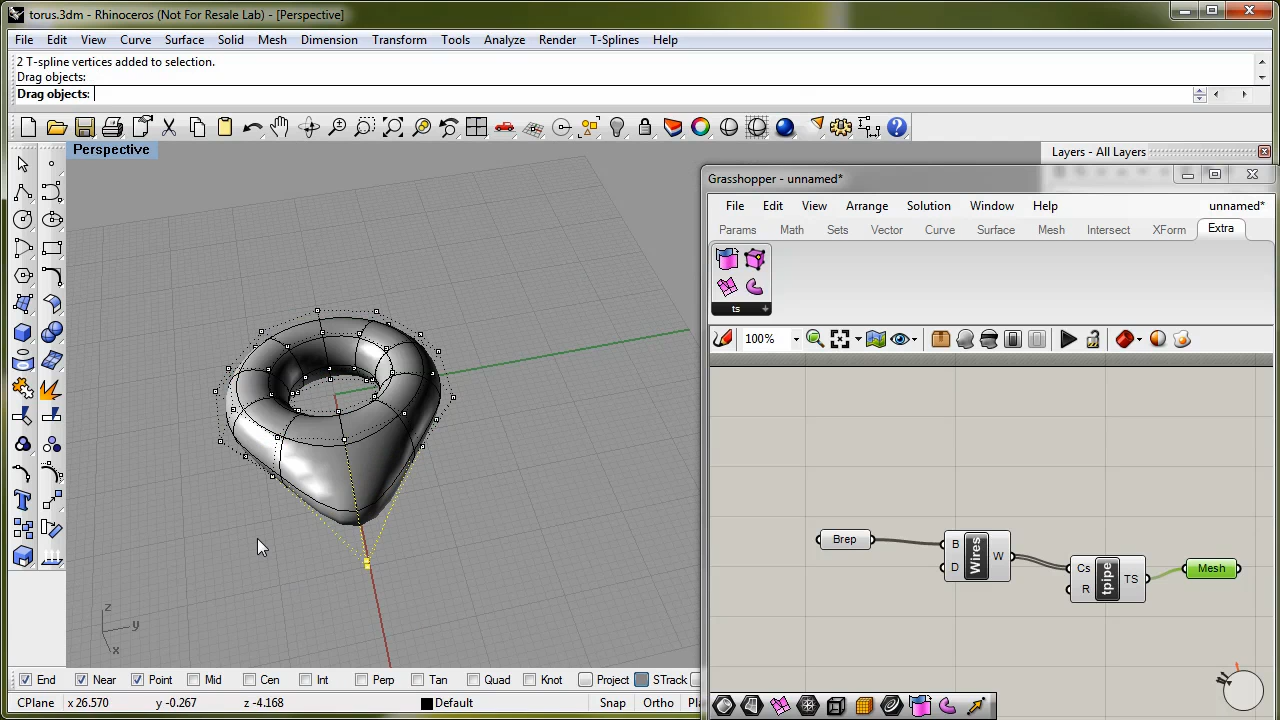 torus.3dm - Rhinoceros (Not For Resale Lab) - [Perspective]
File Edit View Curve Surface Solid Mesh Dimension Transform Tools Analyze Render T-Splines Help
2 T-spline vertices added to selection.
Drag objects:
Drag objects:
Perspective
Layers - All Layers
Grasshopper - unnamed*
File Edit View Arrange Solution Window Help unnamed*
Params Math Sets Vector Curve Surface Mesh Intersect XForm Extra
ts
100%
Brep
B
D
Wires
W
Cs
R
tpipe
TS
Mesh
z
y
x
End Near Point Mid Cen Int Perp Tan Quad Knot Project STrack
CPlane x 26.570 y -0.267 z -4.168 Default Snap Ortho